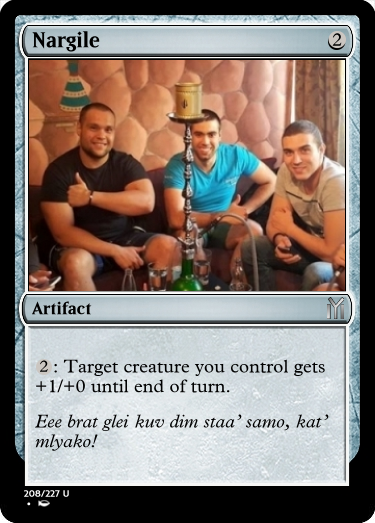 Nargile 2
Artifact
2: Target creature you control gets
+1/+0 until end of turn.
Eee brat glei kuv dim staa' samo, kat'
mlyako!
208/227 U